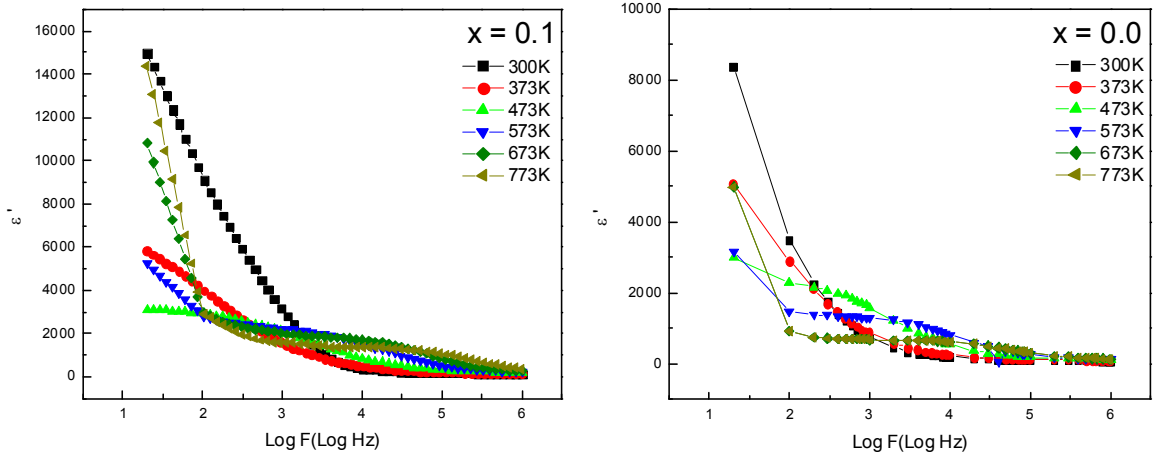 x = 0.1
300K
373K
473K
573K
673K
773K
16000
14000
12000
10000
8000
6000
4000
2000
0
ε '
1 2 3 4 5 6
Log F(Log Hz)
x = 0.0
300K
373K
473K
573K
673K
773K
10000
8000
6000
4000
2000
0
ε '
1 2 3 4 5 6
Log F(Log Hz)